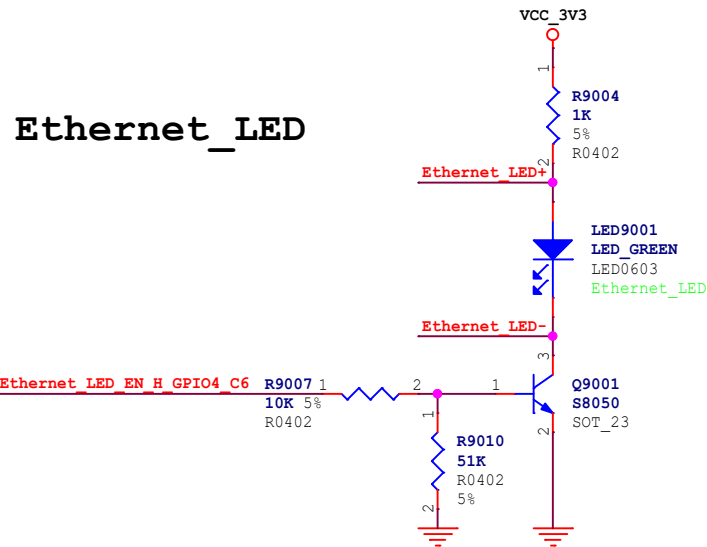 VCC_3V3
1
R9004
1K
5%
R0402
2
Ethernet_LED
Ethernet_LED+
LED9001
LED_GREEN
LED0603
Ethernet_LED
Ethernet_LED-
3
Ethernet_LED_EN_H_GPIO4_C6
R9007
1
2
10K 5%
R0402
1
Q9001
S8050
SOT_23
2
1
R9010
51K
R0402
5%
2